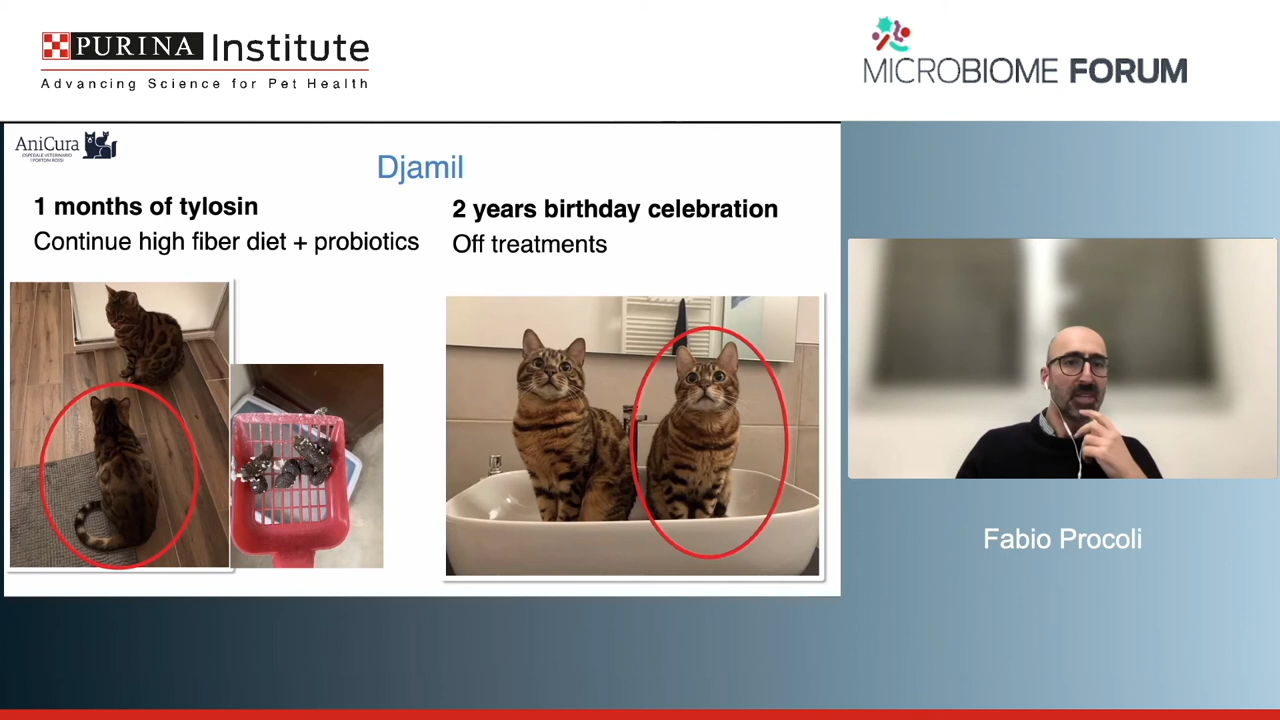 PURINA Institute
Advancing Science for Pet Health
MICROBIOME FORUM
AniCura
OSPEDALE VETERINARIO
I PORTONI ROSSI
Djamil
1 months of tylosin
Continue high fiber diet + probiotics
2 years birthday celebration
Off treatments
Fabio Procoli